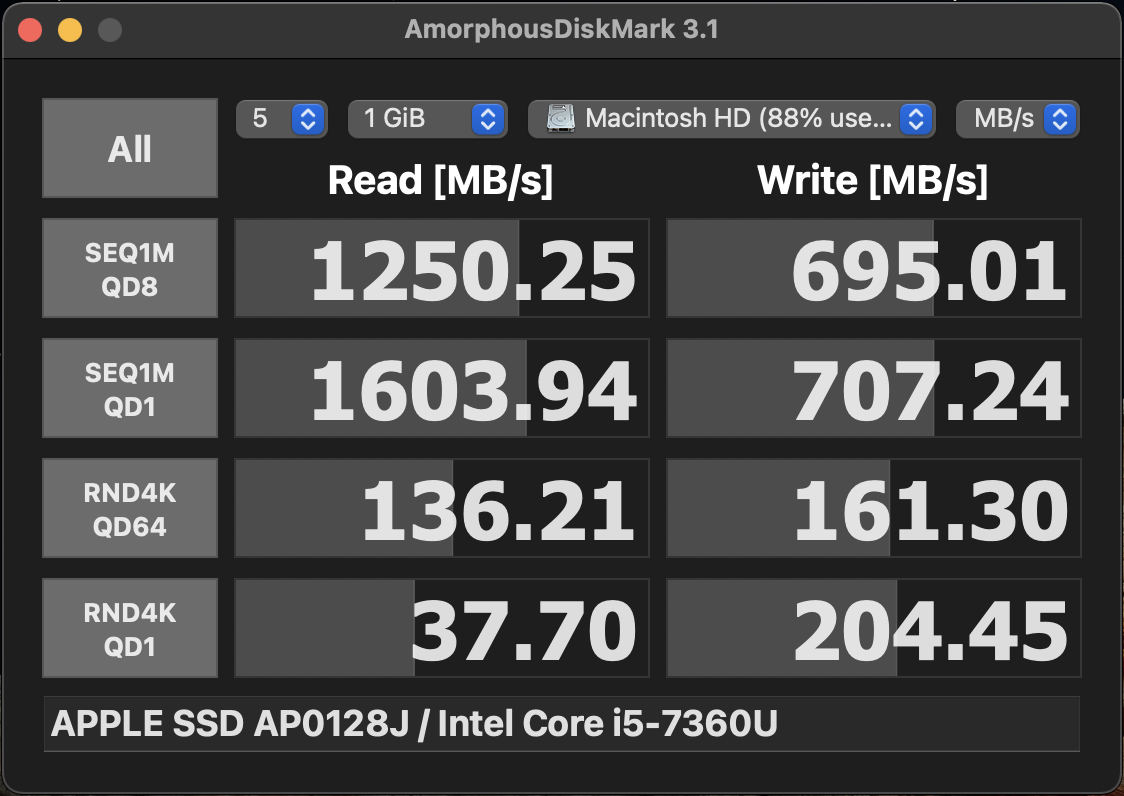 AmorphousDiskMark 3.1
All
5
1 GiB
Macintosh HD (88% use...
MB/s
Read [MB/s]
Write [MB/s]
SEQ1M
QD8
1250.25
695.01
SEQ1M
QD1
1603.94
707.24
RND4K
QD64
136.21
161.30
RND4K
QD1
37.70
204.45
APPLE SSD AP0128J / Intel Core i5-7360U